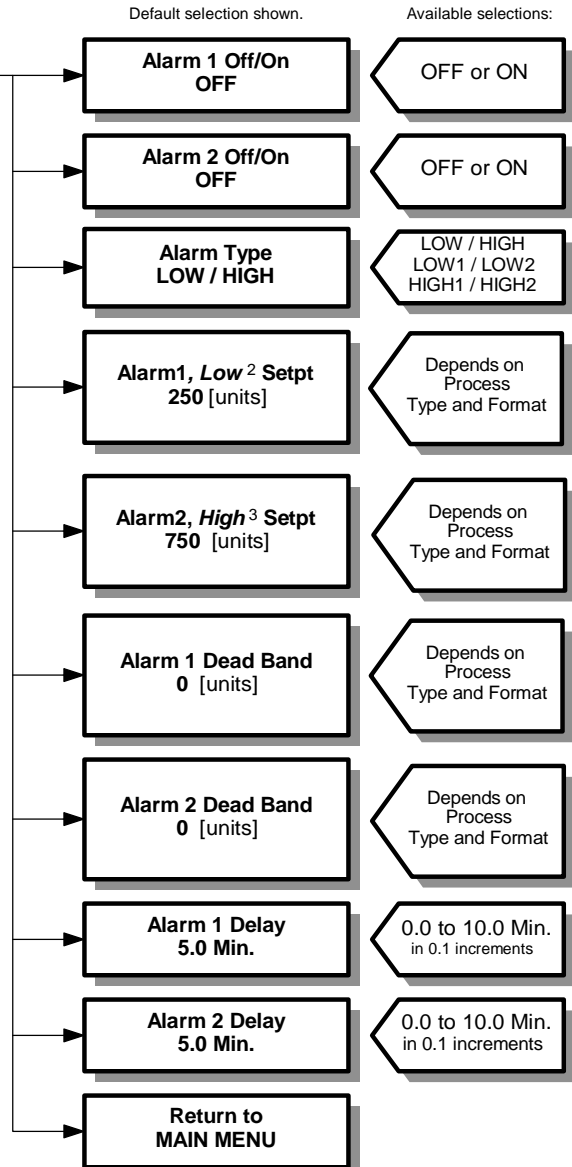 Default selection shown.
Available selections:
Alarm 1 Off/On
OFF
OFF or ON
Alarm 2 Off/On
OFF
OFF or ON
Alarm Type
LOW / HIGH
LOW / HIGH
LOW1 / LOW2
HIGH1 / HIGH2
Alarm1, Low 2 Setpt
250 [units]
Depends on
Process
Type and Format
Alarm2, High 3 Setpt
750 [units]
Depends on
Process
Type and Format
Alarm 1 Dead Band
0 [units]
Depends on
Process
Type and Format
Alarm 2 Dead Band
0 [units]
Depends on
Process
Type and Format
Alarm 1 Delay
5.0 Min.
0.0 to 10.0 Min.
in 0.1 increments
Alarm 2 Delay
5.0 Min.
0.0 to 10.0 Min.
in 0.1 increments
Return to
MAIN MENU